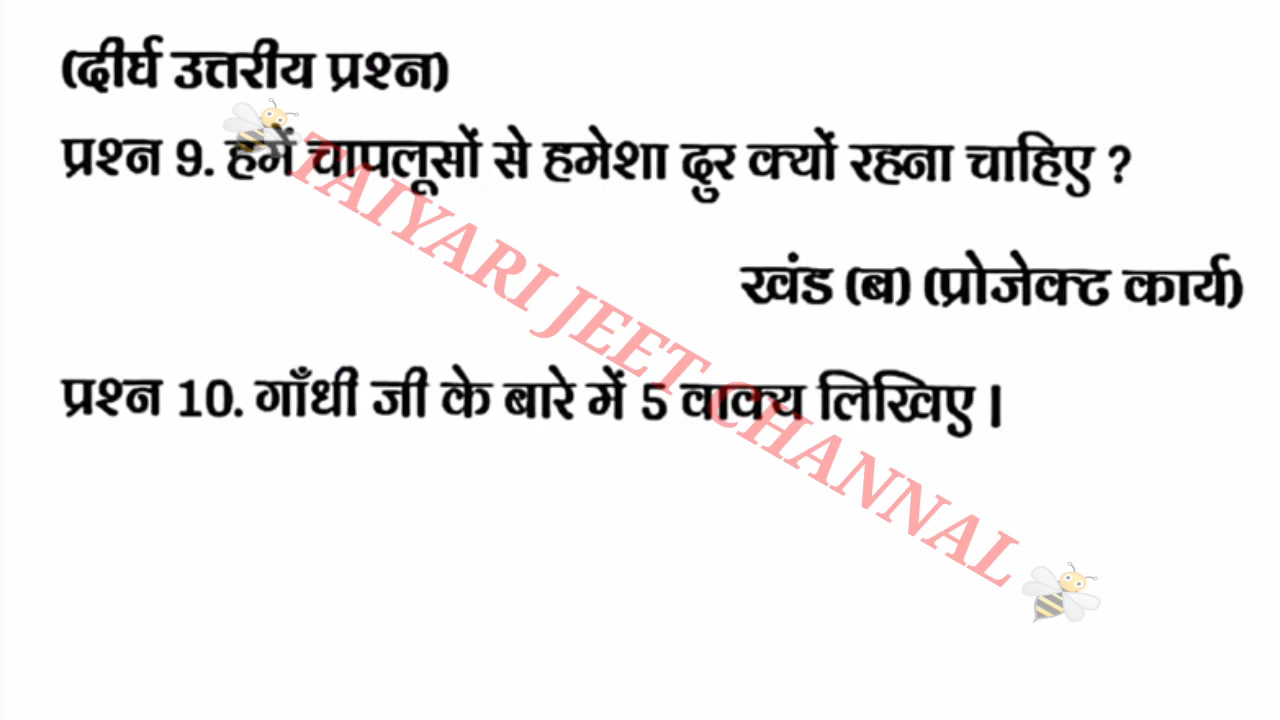 (दीर्घ उत्तरीय प्रश्न)
प्रश्न 9. हमें चापलूसों से हमेशा दुर क्यों रहना चाहिए ?
खंड (ब) (प्रोजेक्ट कार्य)
प्रश्न 10. गाँधी जी के बारे में 5 वाक्य लिखिए |
TAIYARI JEET CHANNAL